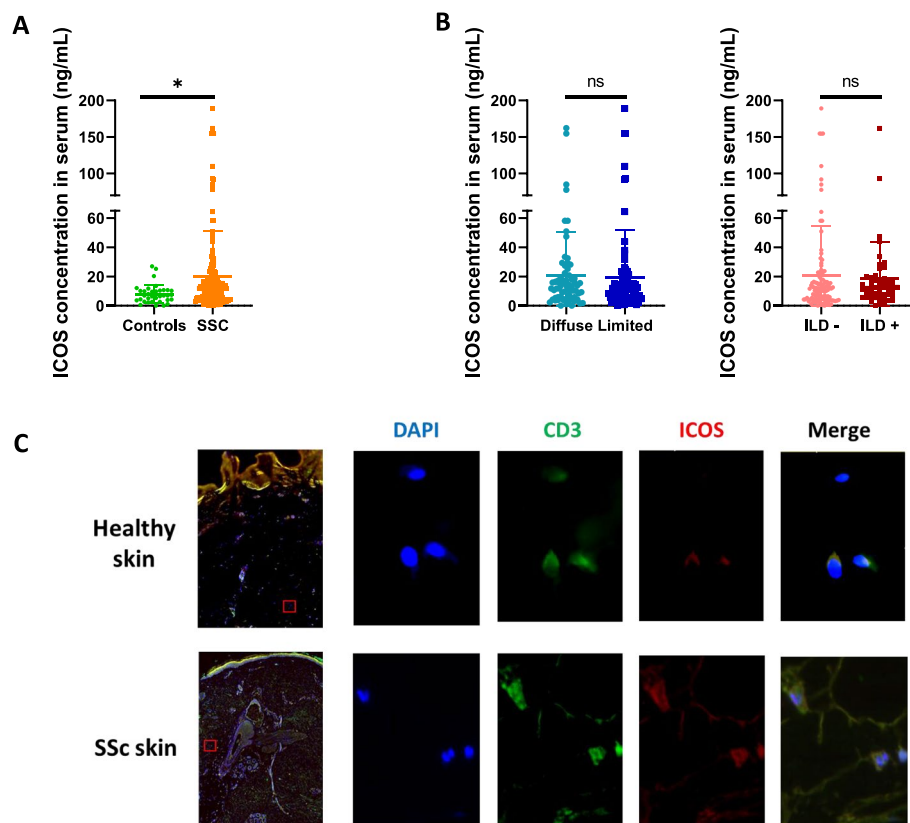 A
ICOS concentration in serum (ng/mL)
*
200
150
100
60
40
20
0
Controls SSC
B
ICOS concentration in serum (ng/mL)
ns
200
150
100
60
40
20
0
Diffuse Limited
ICOS concentration in serum (ng/mL)
ns
200
150
100
60
40
20
0
ILD - ILD +
C
DAPI CD3 ICOS Merge
Healthy
skin
SSc skin